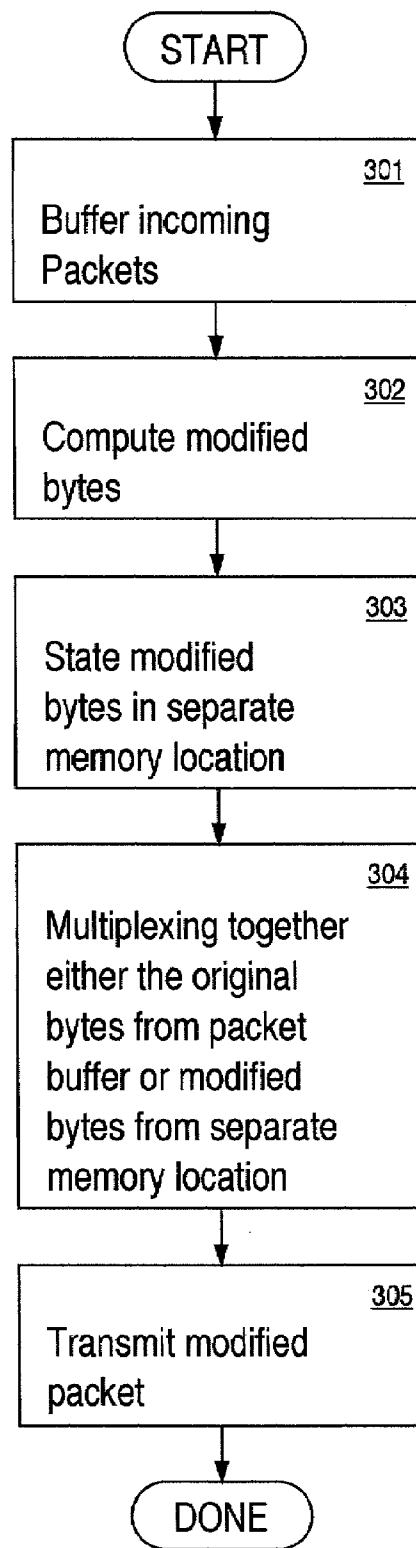 START
301
Buffer incoming
Packets
302
Compute modified
bytes
303
State modified
bytes in separate
memory location
304
Multiplexing together
either the original
bytes from packet
buffer or modified
bytes from separate
memory location
305
Transmit modified
packet
DONE